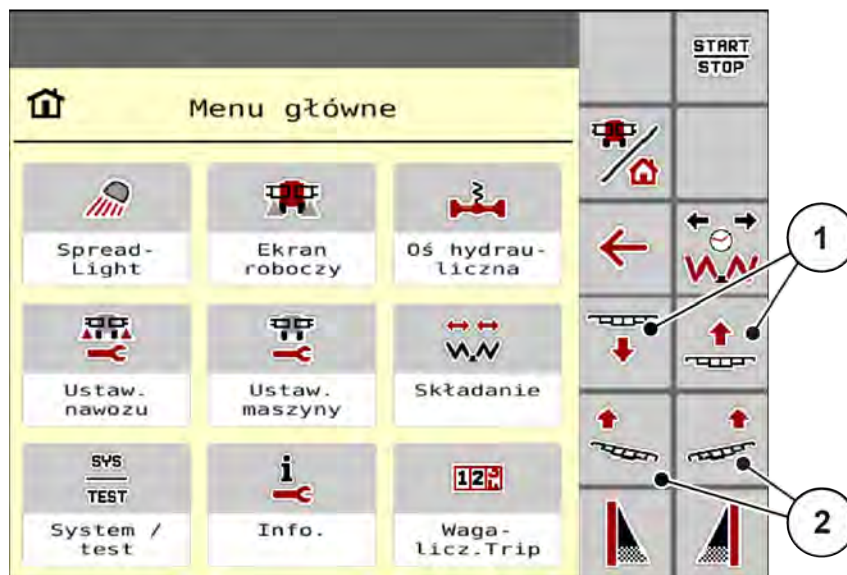 START
STOP
Menu główne
Spread-
Light
Ekran
roboczy
Oś hydrau-
liczna
1
Ustaw.
nawozu
Ustaw.
maszyny
Składanie
SYS
TEST
System /
test
i
Info.
12
Waga-
licz.Trip
2